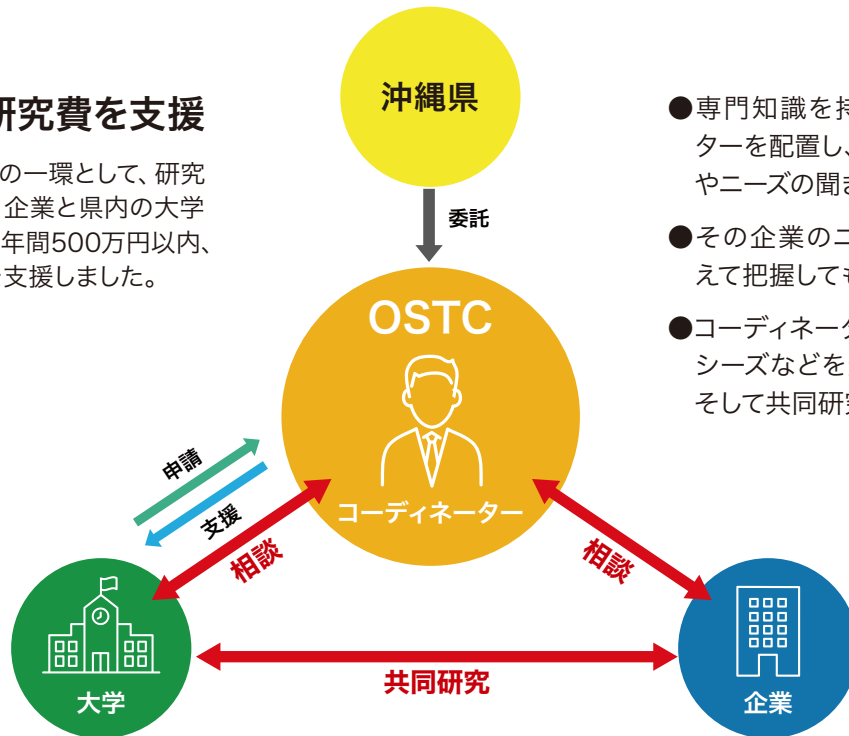 研究費を支援
の一環として、研究
企業と県内の大学
年間500万円以内、
支援しました。
沖縄県
委託
OSTC
コーディネーター
申請
支援
相談
相談
共同研究
大学
企業
●専門知識を持
ターを配置し、
やニーズの聞き
●その企業のニ
えて把握しても
●コーディネータ
シーズなどを
そして共同研究